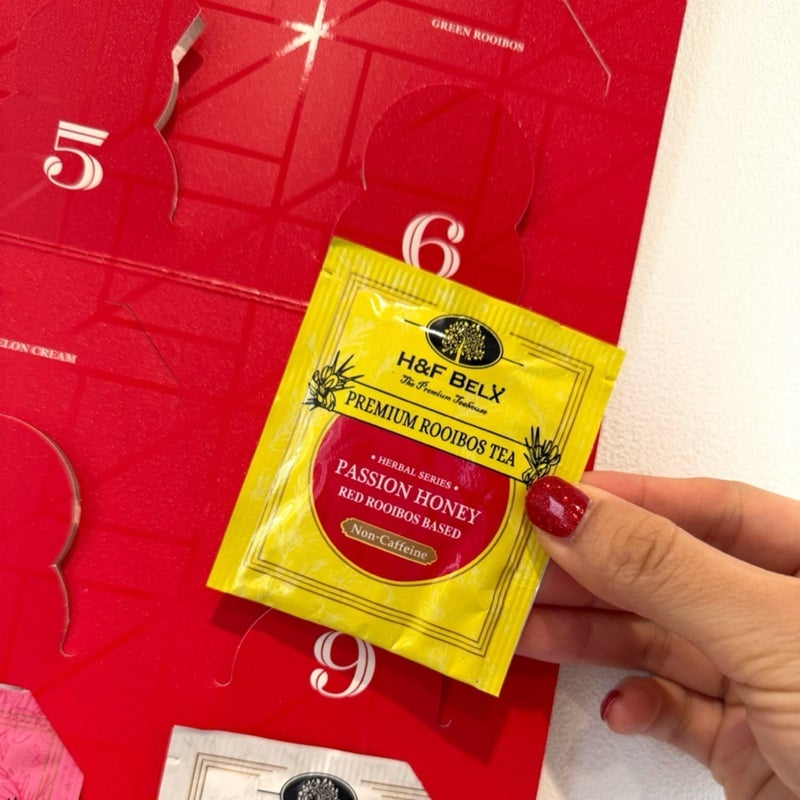 GREEN ROOIBOS
5
6
ELON CREAM
H&F BELX
The Premium Teahouse
PREMIUM ROOIBOS TEA
• HERBAL SERIES •
PASSION HONEY
RED ROOIBOS BASED
Non-Caffeine
9